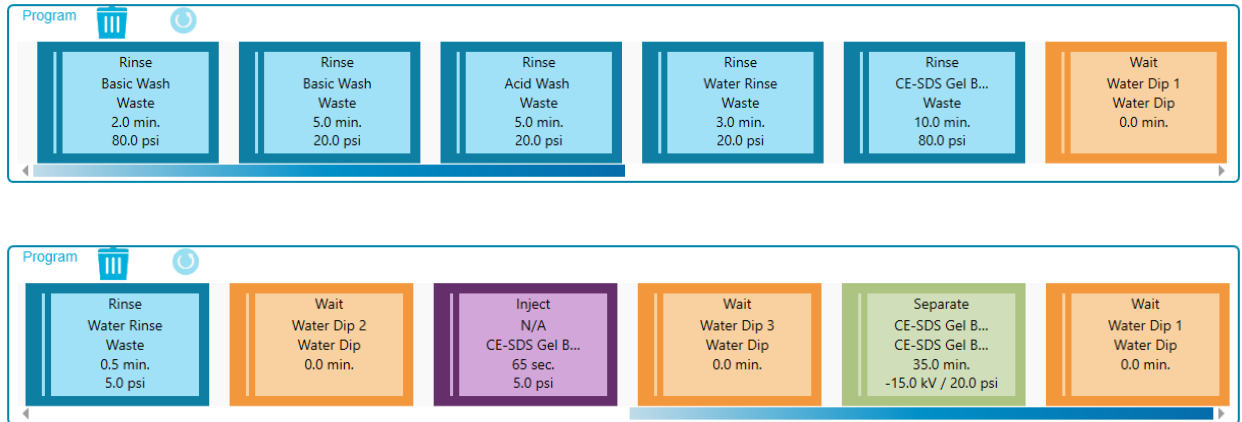 Program
Rinse
Basic Wash
Waste
2.0 min.
80.0 psi
Rinse
Basic Wash
Waste
5.0 min.
20.0 psi
Rinse
Acid Wash
Waste
5.0 min.
20.0 psi
Rinse
Water Rinse
Waste
3.0 min.
20.0 psi
Rinse
CE-SDS Gel B...
Waste
10.0 min.
80.0 psi
Wait
Water Dip 1
Water Dip
0.0 min.
Program
Rinse
Water Rinse
Waste
0.5 min.
5.0 psi
Wait
Water Dip 2
Water Dip
0.0 min.
Inject
N/A
CE-SDS Gel B...
65 sec.
5.0 psi
Wait
Water Dip 3
Water Dip
0.0 min.
Separate
CE-SDS Gel B...
CE-SDS Gel B...
35.0 min.
-15.0 kV / 20.0 psi
Wait
Water Dip 1
Water Dip
0.0 min.